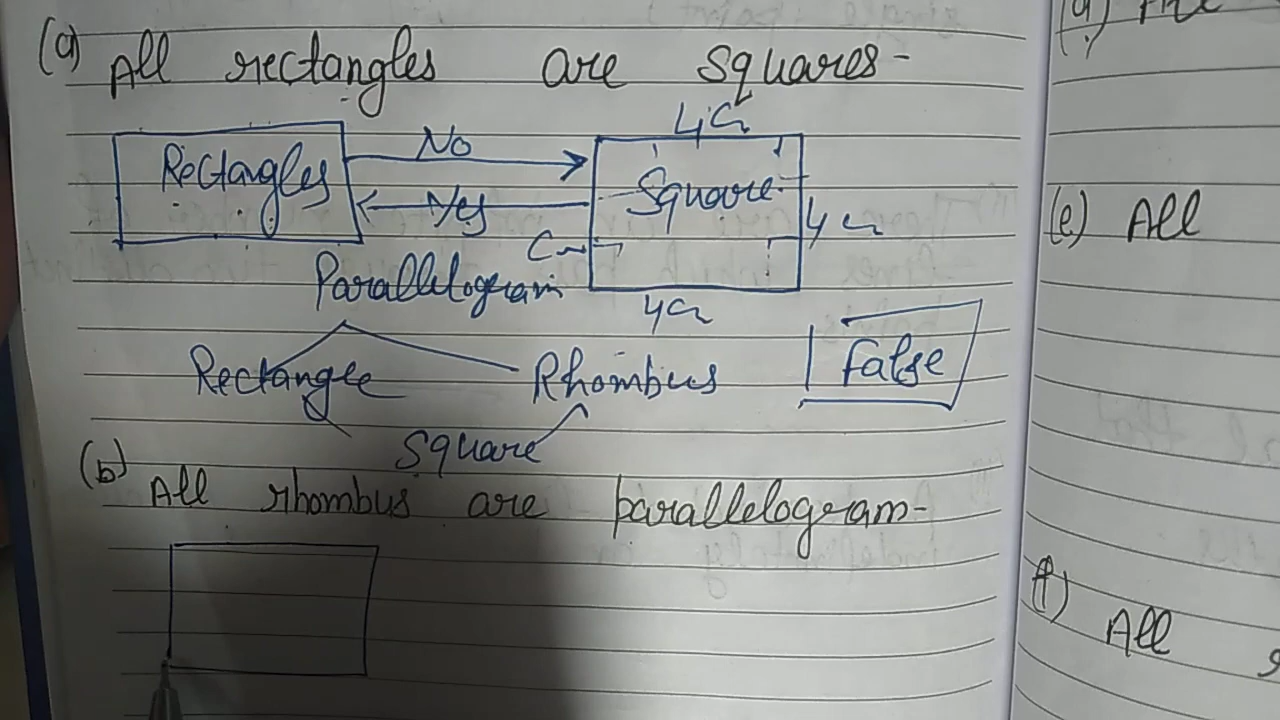 (a) All rectangles are squares-
4cm
Rectangles No Square
Yes 4cm
Parallelogram
4cm
Rectangle Rhombus False
Square
(b) All rhombus are parallelogram-
(e) All
(f) All